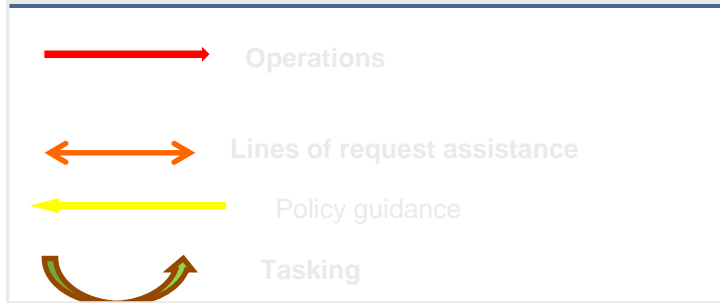 Operations
Lines of request assistance
Policy guidance
Tasking